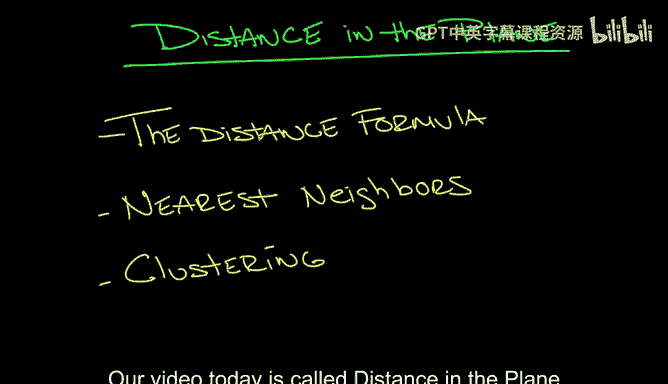 DISTANCE in the PLANE
GPT中英字幕课程资源 bilibili
- THE DISTANCE FORMULA
- NEAREST NEIGHBORS
- CLUSTERING
Our video today is called Distance in the Plane